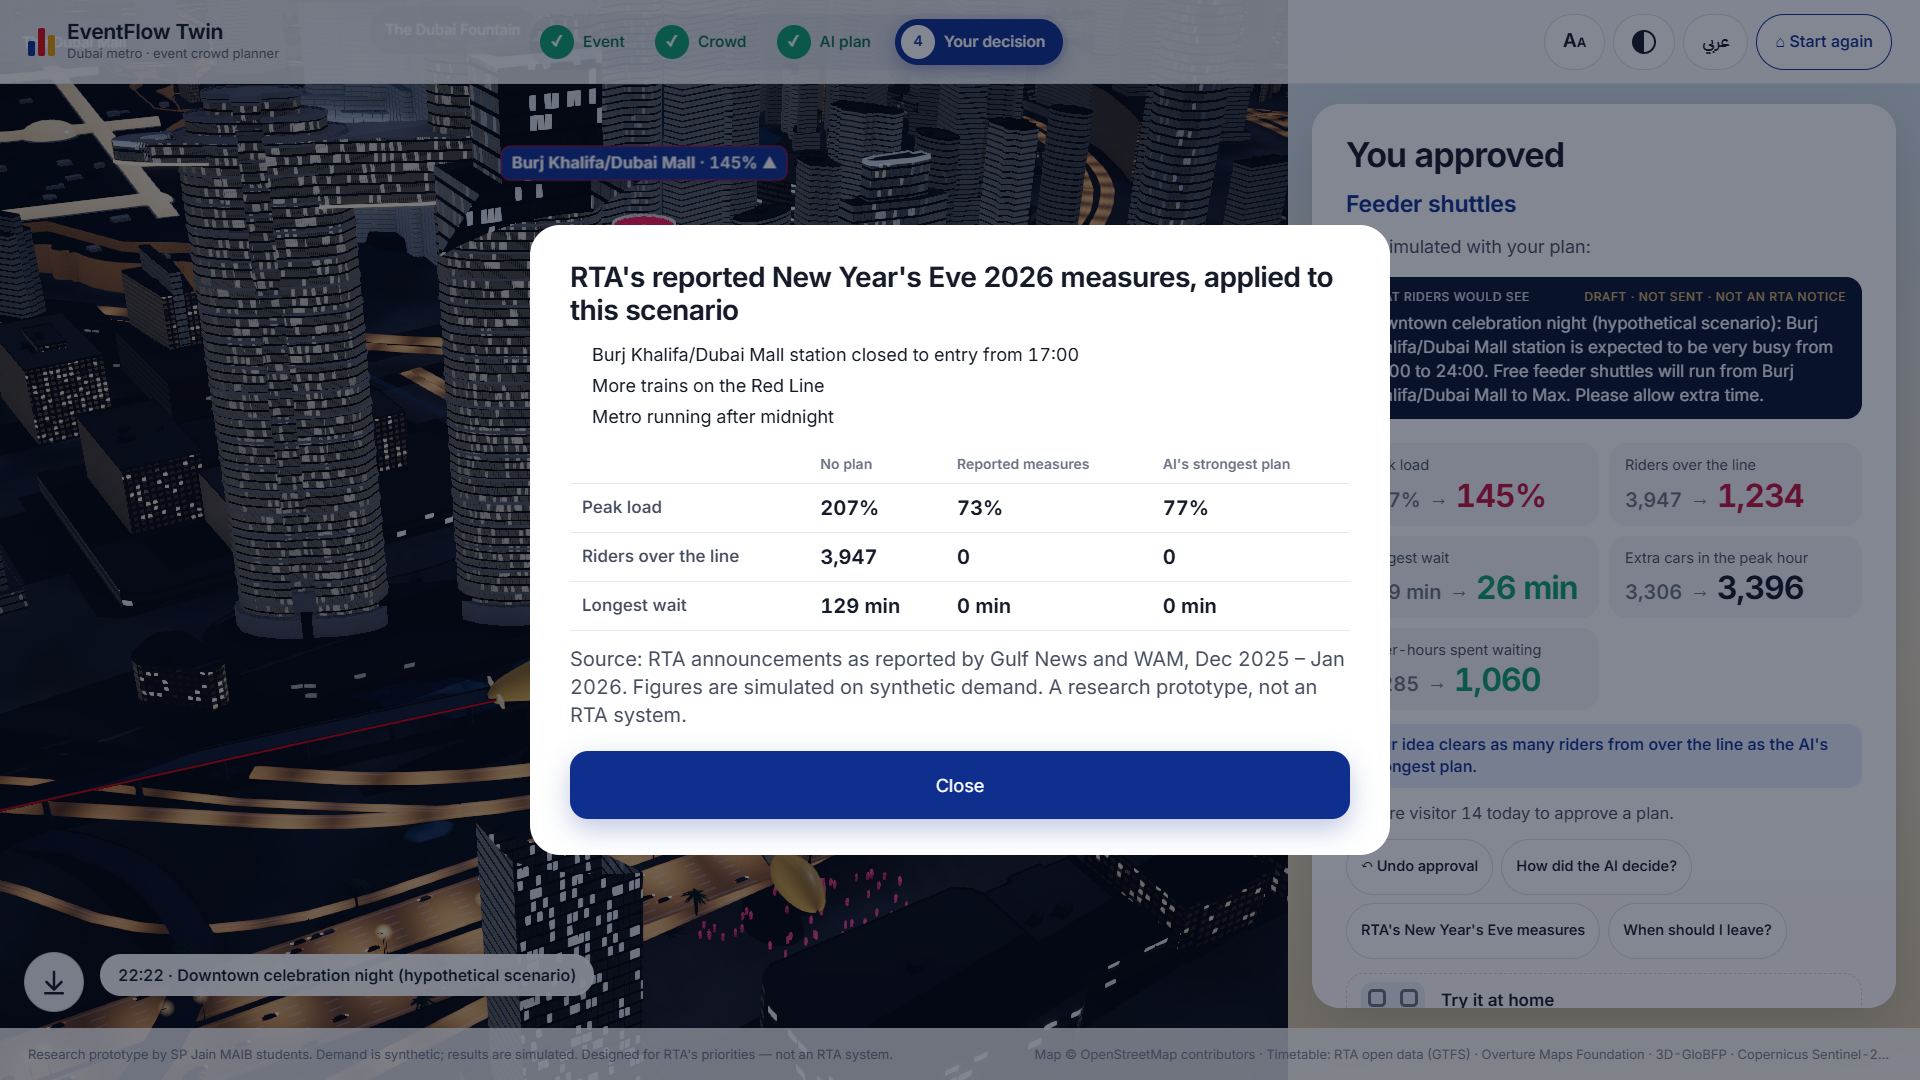 EventFlow Twin
Dubai metro · event crowd planner
The Dubai Fountain
✓ Event
✓ Crowd
✓ AI plan
4 Your decision
AA
عربي
⌂ Start again
Burj Khalifa/Dubai Mall · 145% ▲
RTA's reported New Year's Eve 2026 measures, applied to
this scenario
Burj Khalifa/Dubai Mall station closed to entry from 17:00
More trains on the Red Line
Metro running after midnight
No plan Reported measures AI's strongest plan
Peak load 207% 73% 77%
Riders over the line 3,947 0 0
Longest wait 129 min 0 min 0 min
Source: RTA announcements as reported by Gulf News and WAM, Dec 2025 – Jan
2026. Figures are simulated on synthetic demand. A research prototype, not an
RTA system.
Close
You approved
Feeder shuttles
imulated with your plan:
RIDERS WOULD SEE
DRAFT · NOT SENT · NOT AN RTA NOTICE
celebration night (hypothetical scenario): Burj
Mall station is expected to be very busy from
to 24:00. Free feeder shuttles will run from Burj
Mall to Max. Please allow extra time.
load
7% → 145%
Riders over the line
3,947 → 1,234
wait
9 min → 26 min
Extra cars in the peak hour
3,306 → 3,396
-hours spent waiting
285 → 1,060
idea clears as many riders from over the line as the AI's
plan.
visitor 14 today to approve a plan.
↶ Undo approval
How did the AI decide?
RTA's New Year's Eve measures
When should I leave?
Try it at home
22:22 · Downtown celebration night (hypothetical scenario)
Research prototype by SP Jain MAIB students. Demand is synthetic; results are simulated. Designed for RTA's priorities — not an RTA system.
Map © OpenStreetMap contributors · Timetable: RTA open data (GTFS) · Overture Maps Foundation · 3D-GloBFP · Copernicus Sentinel-2...